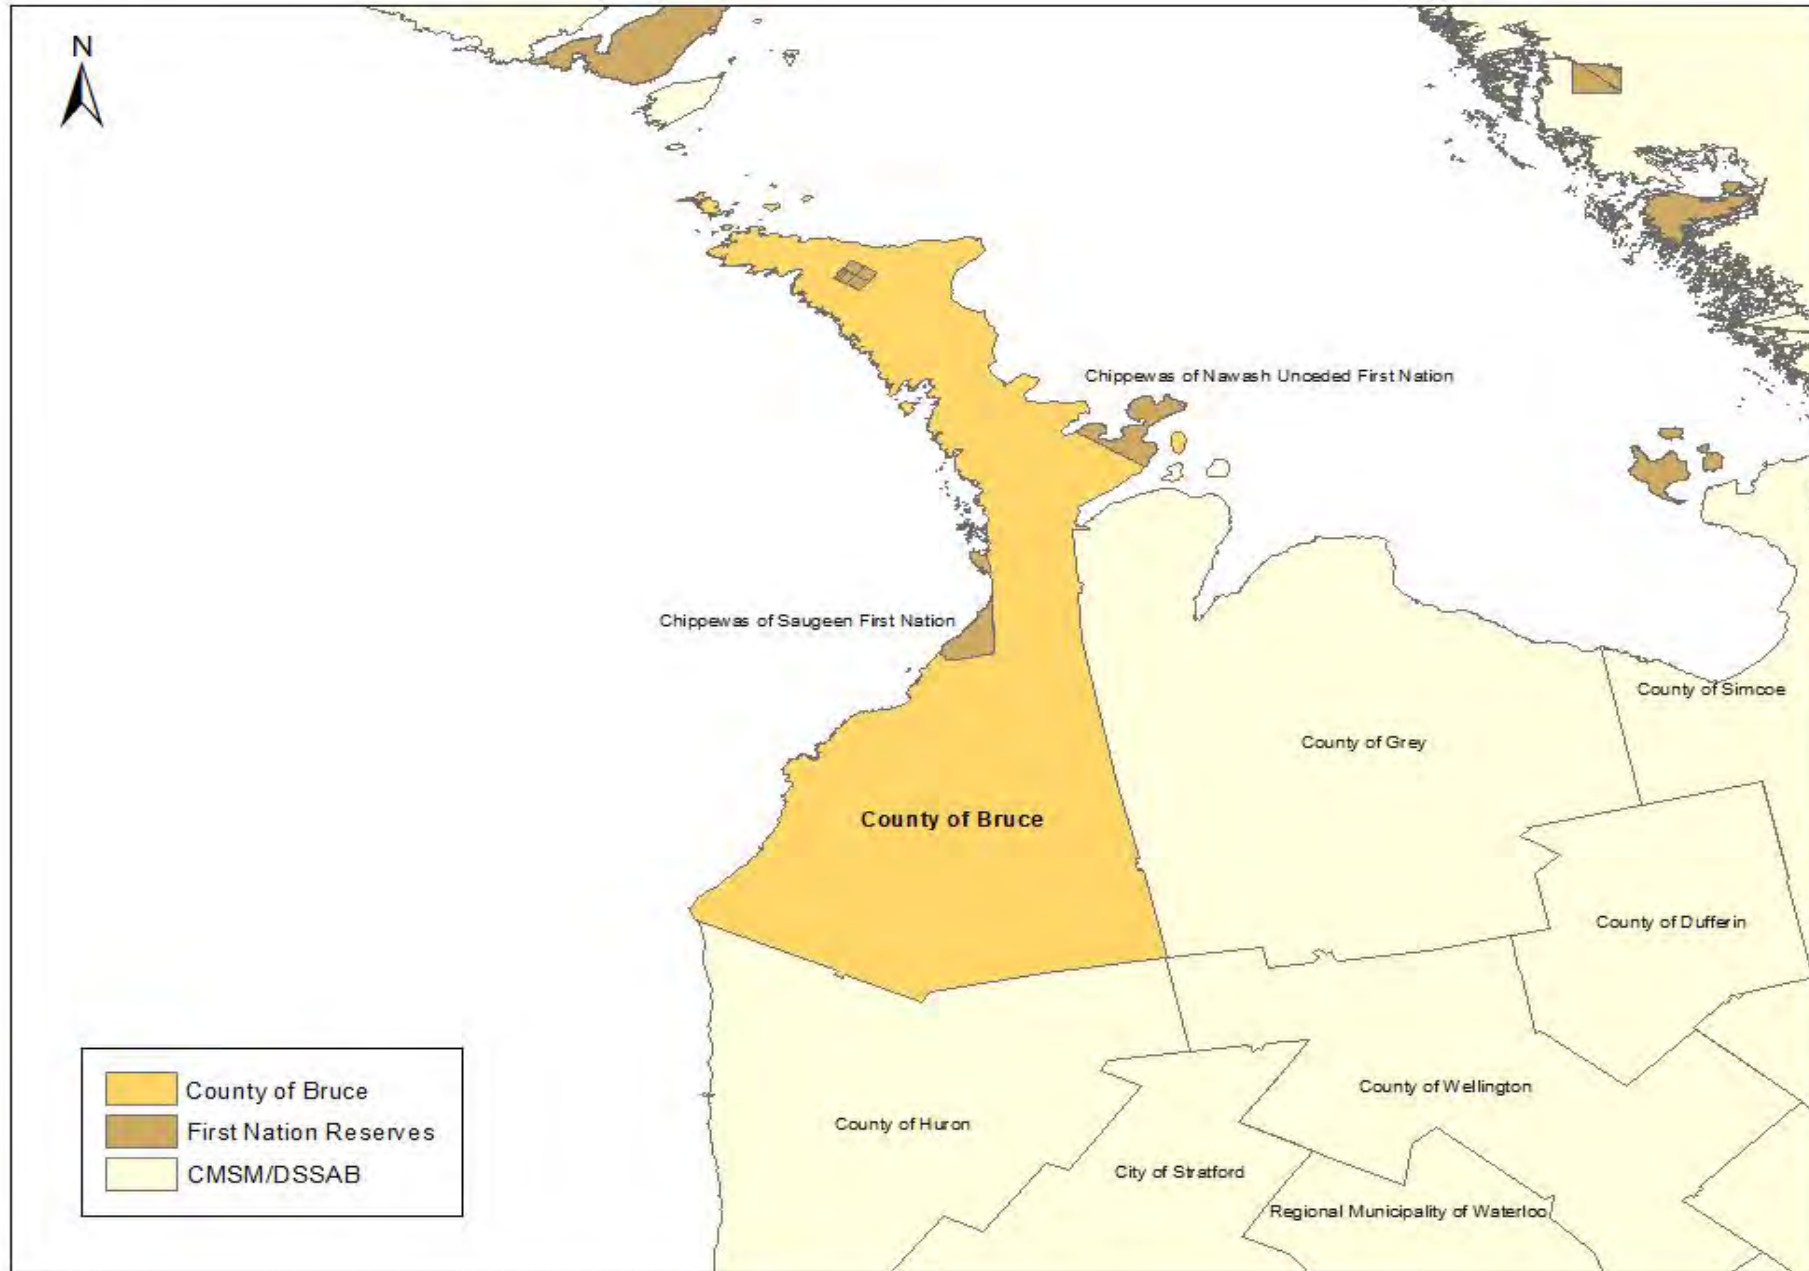 N
Chippewas of Nawash Unceded First Nation
Chippewas of Saugeen First Nation
County of Simcoe
County of Grey
County of Bruce
County of Dufferin
County of Wellington
County of Huron
City of Stratford
Regional Municipality of Waterloo
County of Bruce
First Nation Reserves
CMSM/DSSAB